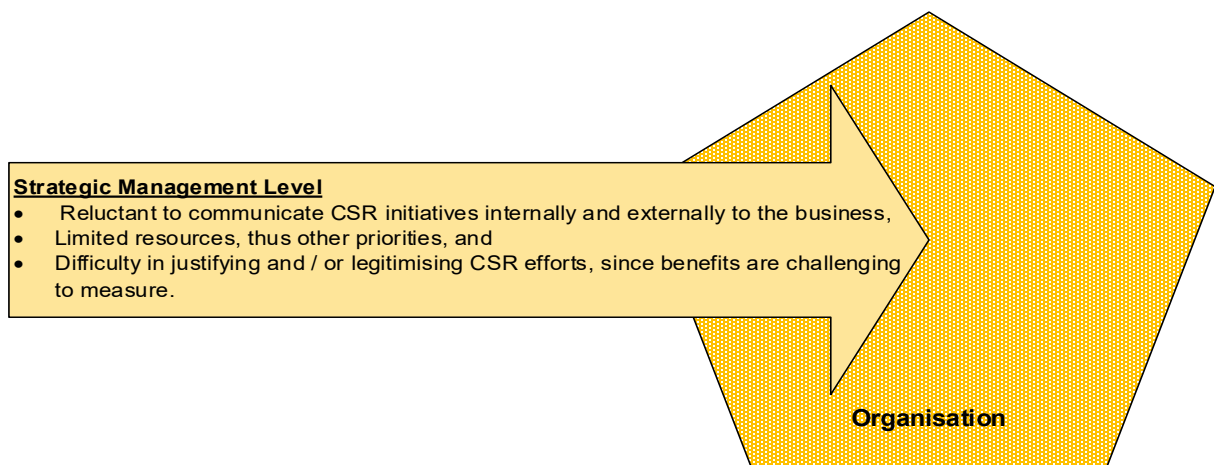 Strategic Management Level
• Reluctant to communicate CSR initiatives internally and externally to the business,
• Limited resources, thus other priorities, and
• Difficulty in justifying and / or legitimising CSR efforts, since benefits are challenging
to measure.
Organisation